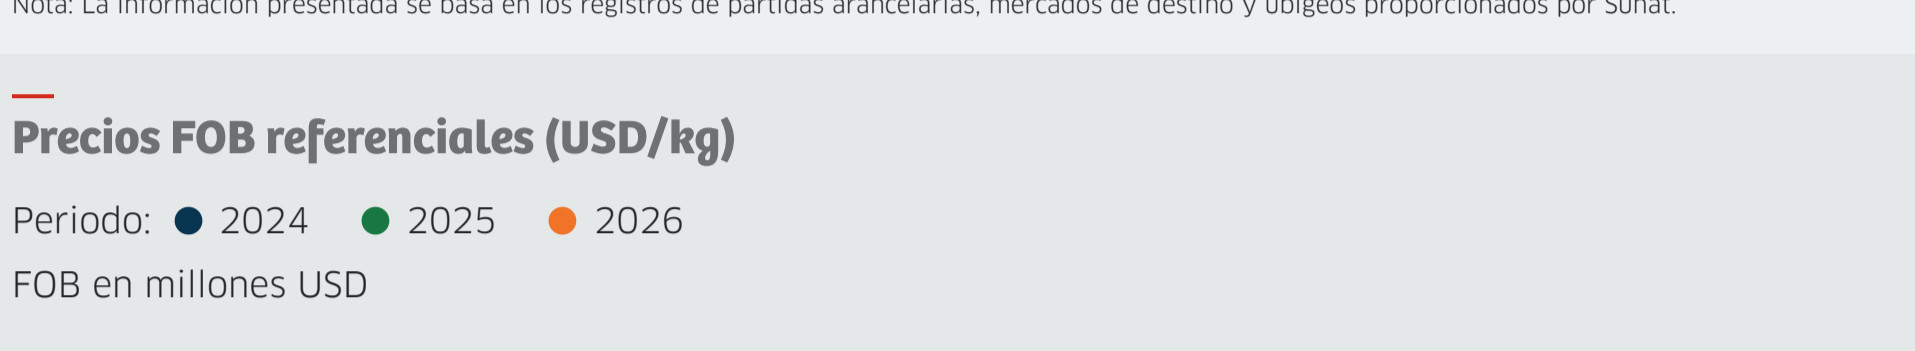 Nota: La información presentada se basa en los registros de partidas arancelarias, mercados de destino y ubigeos proporcionados por Sunat.
Precios FOB referenciales (USD/kg)
Periodo: 2024 2025 2026
FOB en millones USD